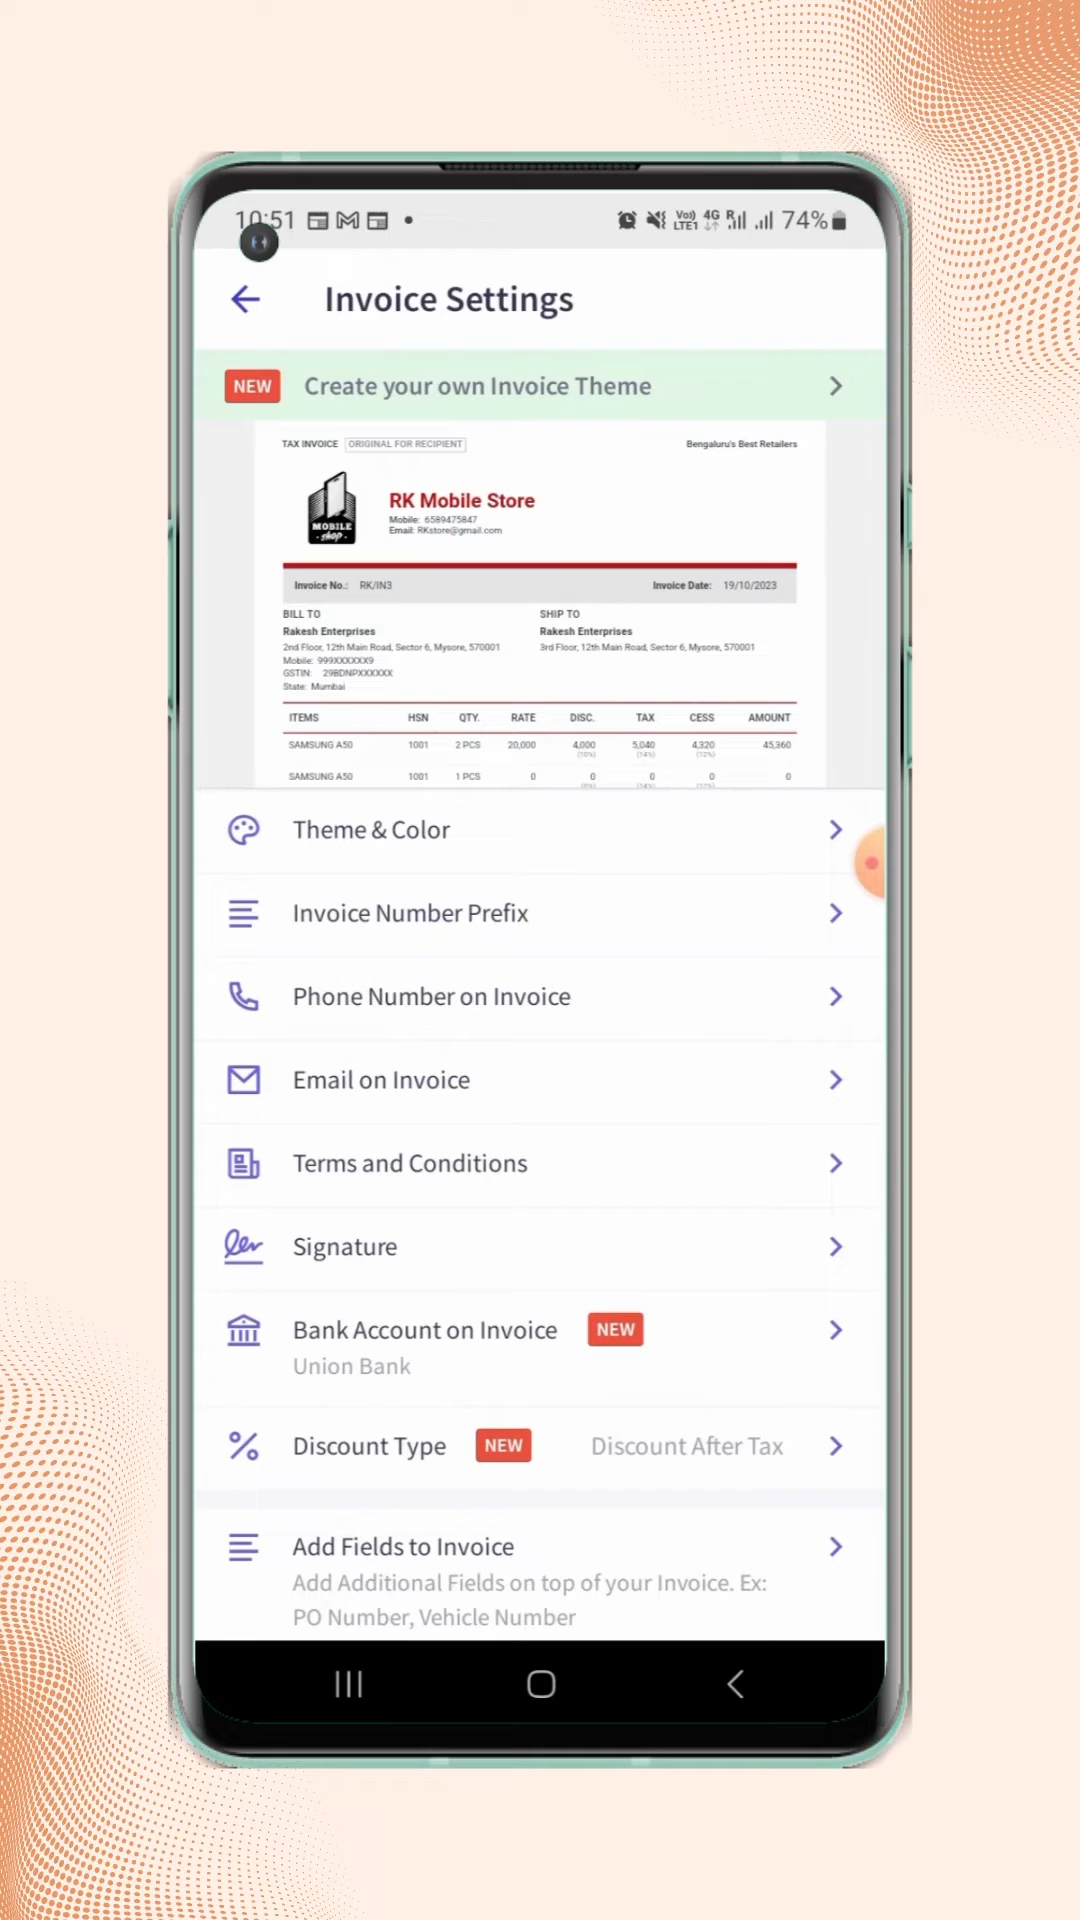 10:51
Vo)) LTE1 4G R 74%
Invoice Settings
NEW Create your own Invoice Theme
TAX INVOICE ORIGINAL FOR RECIPIENT Bengaluru's Best Retailers
MOBILE
-shop-
RK Mobile Store
Mobile: 6589475847
Email: RKstore@gmail.com
Invoice No.: RK/IN3 Invoice Date: 19/10/2023
BILL TO SHIP TO
Rakesh Enterprises Rakesh Enterprises
2nd Floor, 12th Main Road, Sector 6, Mysore, 570001 3rd Floor, 12th Main Road, Sector 6, Mysore, 570001
Mobile: 999XXXXXX9
GSTIN: 29BDNPXXXXXX
State: Mumbai
ITEMS HSN QTY. RATE DISC. TAX CESS AMOUNT
SAMSUNG A50 1001 2 PCS 20,000 4,000 5,040 4,320 45,360
(10%) (14%) (12%)
SAMSUNG A50 1001 1 PCS 0 0 0 0 0
Theme & Color
Invoice Number Prefix
Phone Number on Invoice
Email on Invoice
Terms and Conditions
Signature
Bank Account on Invoice NEW
Union Bank
Discount Type NEW Discount After Tax
Add Fields to Invoice
Add Additional Fields on top of your Invoice. Ex:
PO Number, Vehicle Number